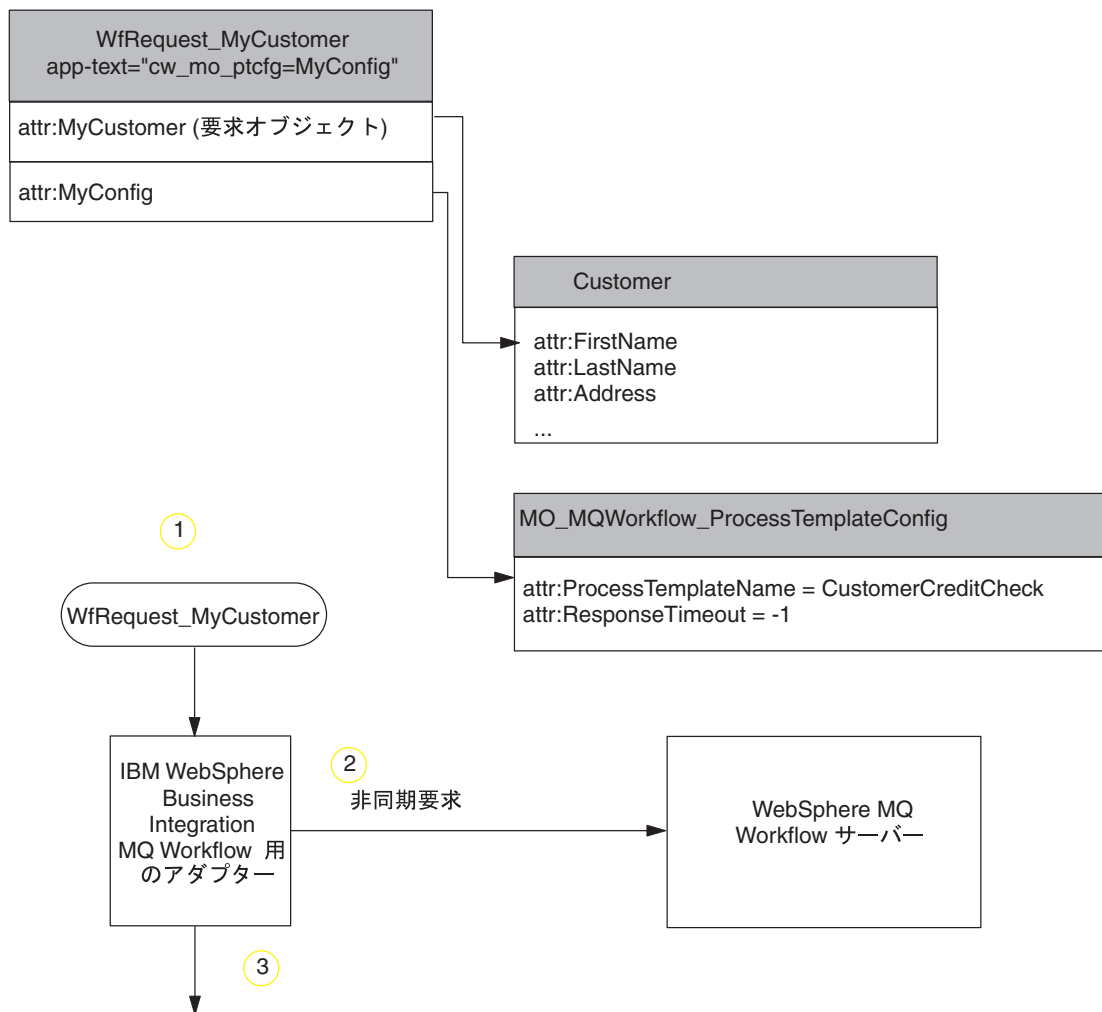 WfRequest_MyCustomer
app-text="cw_mo_ptcfg=MyConfig"
attr:MyCustomer (要求オブジェクト)
attr:MyConfig
Customer
attr:FirstName
attr:LastName
attr:Address
...
MO_MQWorkflow_ProcessTemplateConfig
attr:ProcessTemplateName = CustomerCreditCheck
attr:ResponseTimeout = -1
1
WfRequest_MyCustomer
IBM WebSphere
Business
Integration
MQ Workflow 用
のアダプター
2
非同期要求
WebSphere MQ
Workflow サーバー
3